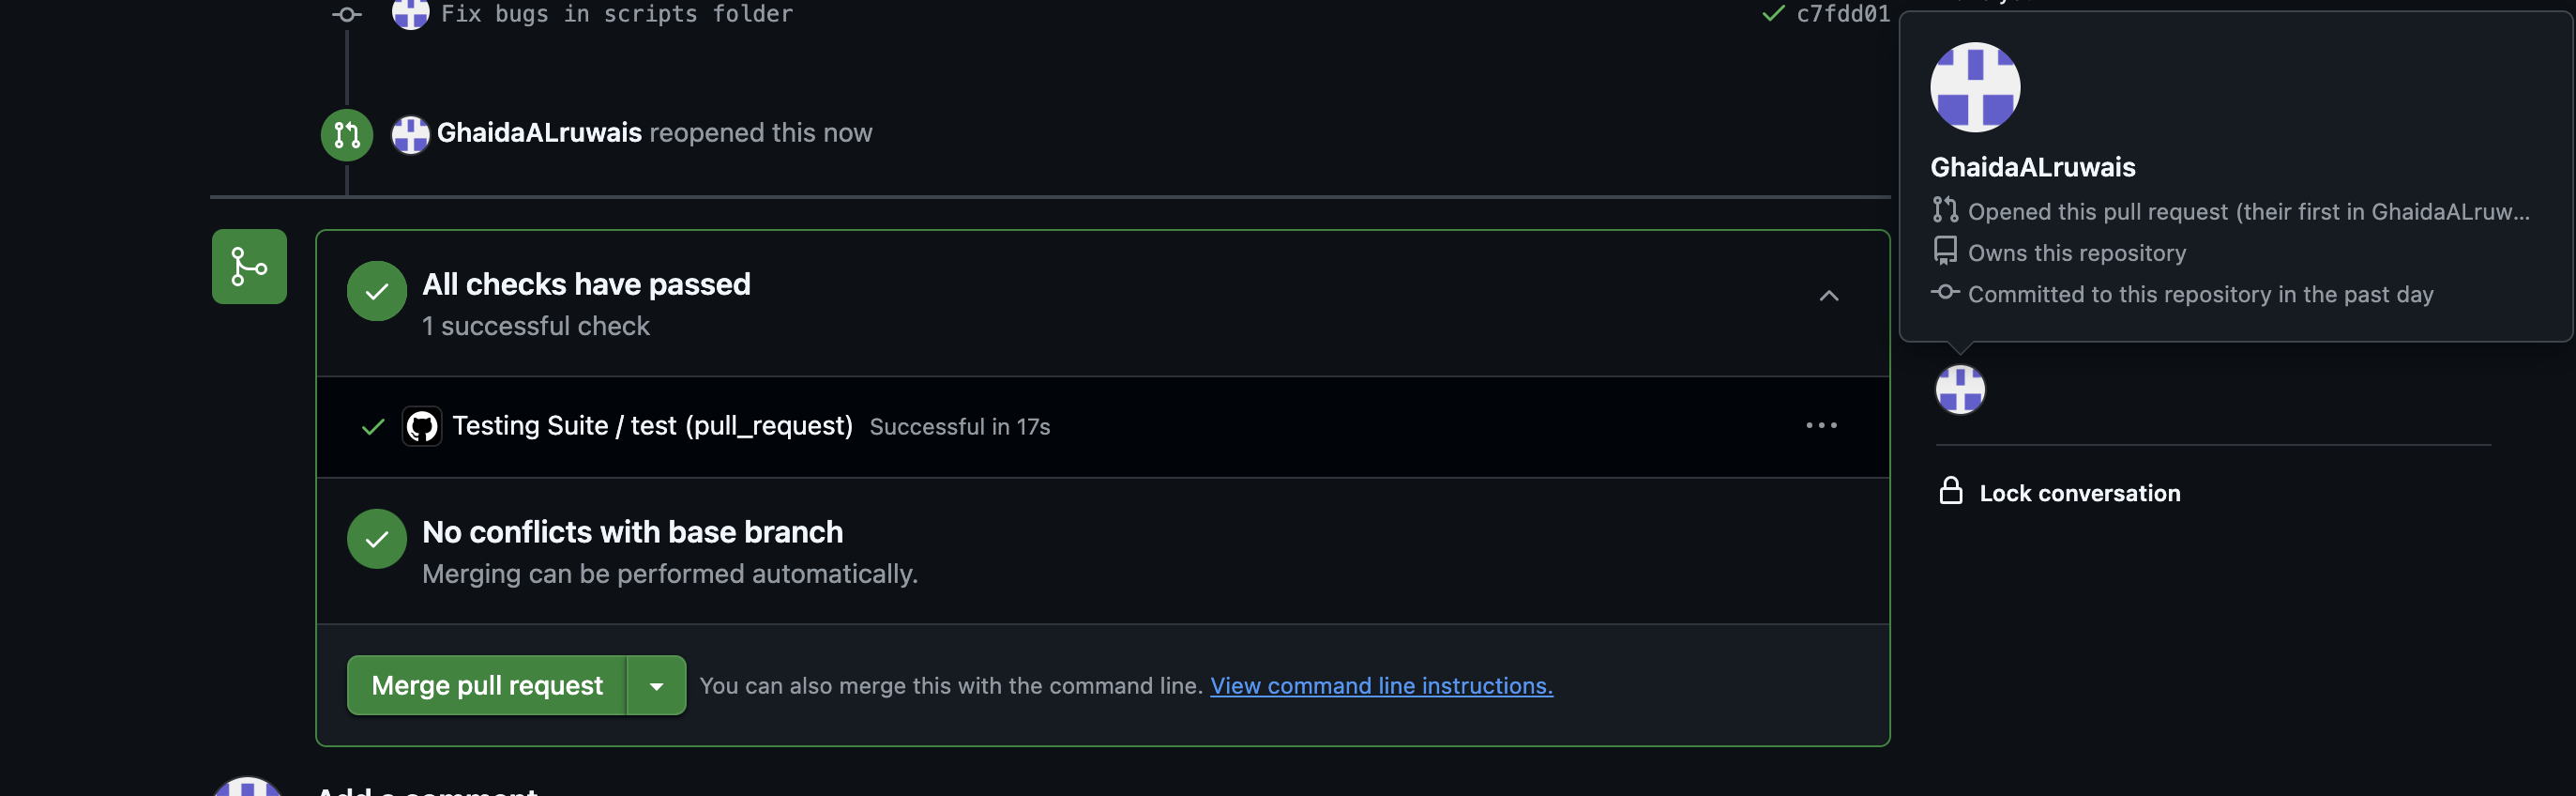 Fix bugs in scripts folder
c7fdd01
GhaidaALruwais reopened this now
All checks have passed
1 successful check
Testing Suite / test (pull_request) Successful in 17s
No conflicts with base branch
Merging can be performed automatically.
Merge pull request
You can also merge this with the command line. View command line instructions.
GhaidaALruwais
Opened this pull request (their first in GhaidaALruw...
Owns this repository
Committed to this repository in the past day
Lock conversation
Add a comment